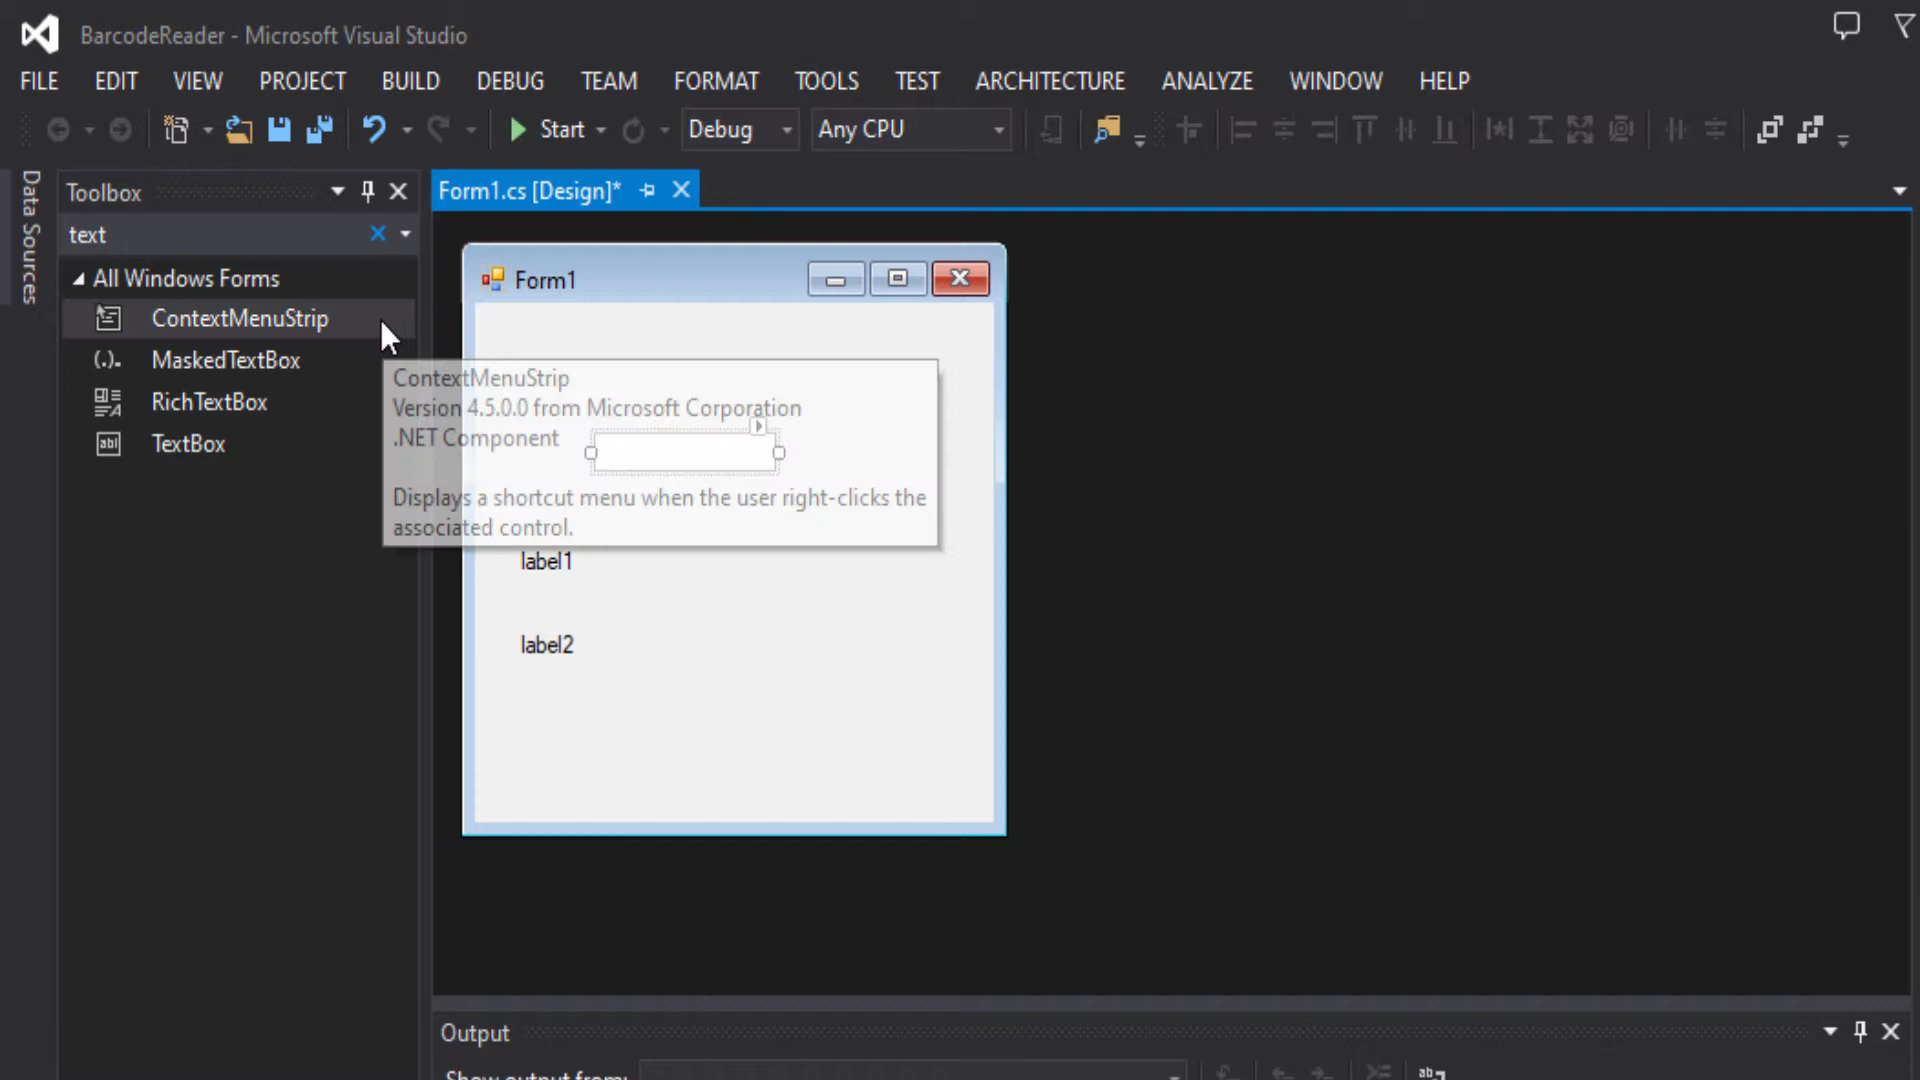 BarcodeReader - Microsoft Visual Studio
FILE EDIT VIEW PROJECT BUILD DEBUG TEAM FORMAT TOOLS TEST ARCHITECTURE ANALYZE WINDOW HELP
Start Debug Any CPU
Data Sources
Toolbox
Form1.cs [Design]*
text
All Windows Forms
ContextMenuStrip
MaskedTextBox
RichTextBox
TextBox
Form1
ContextMenuStrip
Version 4.5.0.0 from Microsoft Corporation
.NET Component
Displays a shortcut menu when the user right-clicks the
associated control.
label1
label2
Output
Show output from: